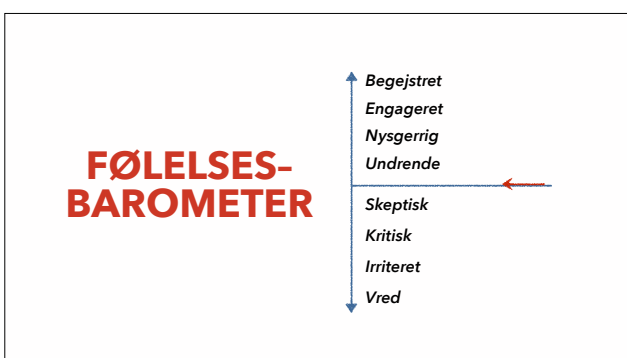 FØLELSES-
BAROMETER
Begejstret
Engageret
Nysgerrig
Undrende
Skeptisk
Kritisk
Irriteret
Vred